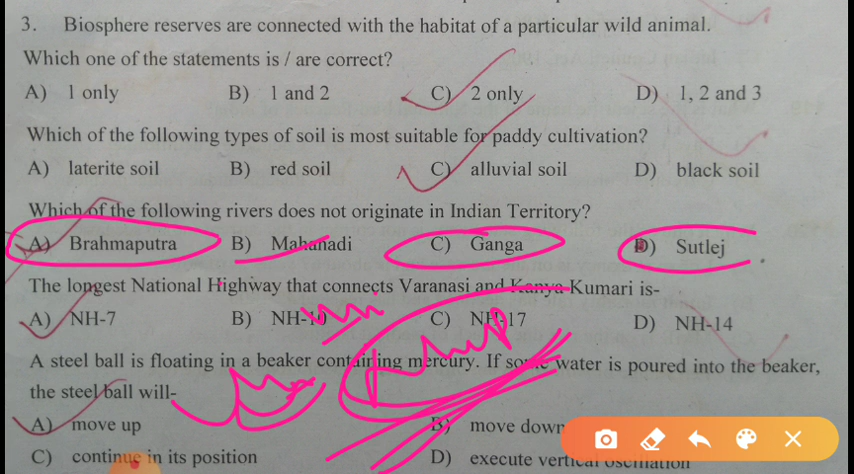 3. Biosphere reserves are connected with the habitat of a particular wild animal.
Which one of the statements is / are correct?
A) 1 only B) 1 and 2 C) 2 only D) 1, 2 and 3
Which of the following types of soil is most suitable for paddy cultivation?
A) laterite soil B) red soil C) alluvial soil D) black soil
Which of the following rivers does not originate in Indian Territory?
A) Brahmaputra B) Mahanadi C) Ganga D) Sutlej
The longest National Highway that connects Varanasi and Kanya Kumari is-
A) NH-7 B) NH-10 C) NH-17 D) NH-14
A steel ball is floating in a beaker containing mercury. If some water is poured into the beaker,
the steel ball will-
A) move up B) move down
C) continue in its position D) execute vertical oscillation